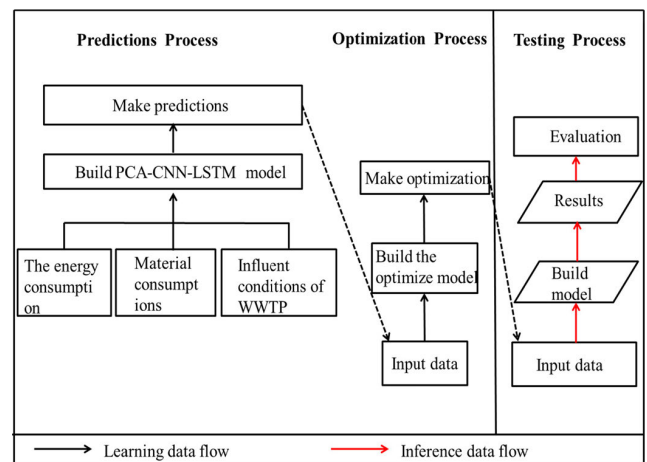 Predictions Process
Optimization Process
Testing Process
Make predictions
Build PCA-CNN-LSTM model
The energy
consumpti
on
Material
consumpt
ions
Influent
conditions of
WWTP
Make optimization
Build the
optimize model
Input data
Evaluation
Results
Build
model
Input data
Learning data flow
Inference data flow